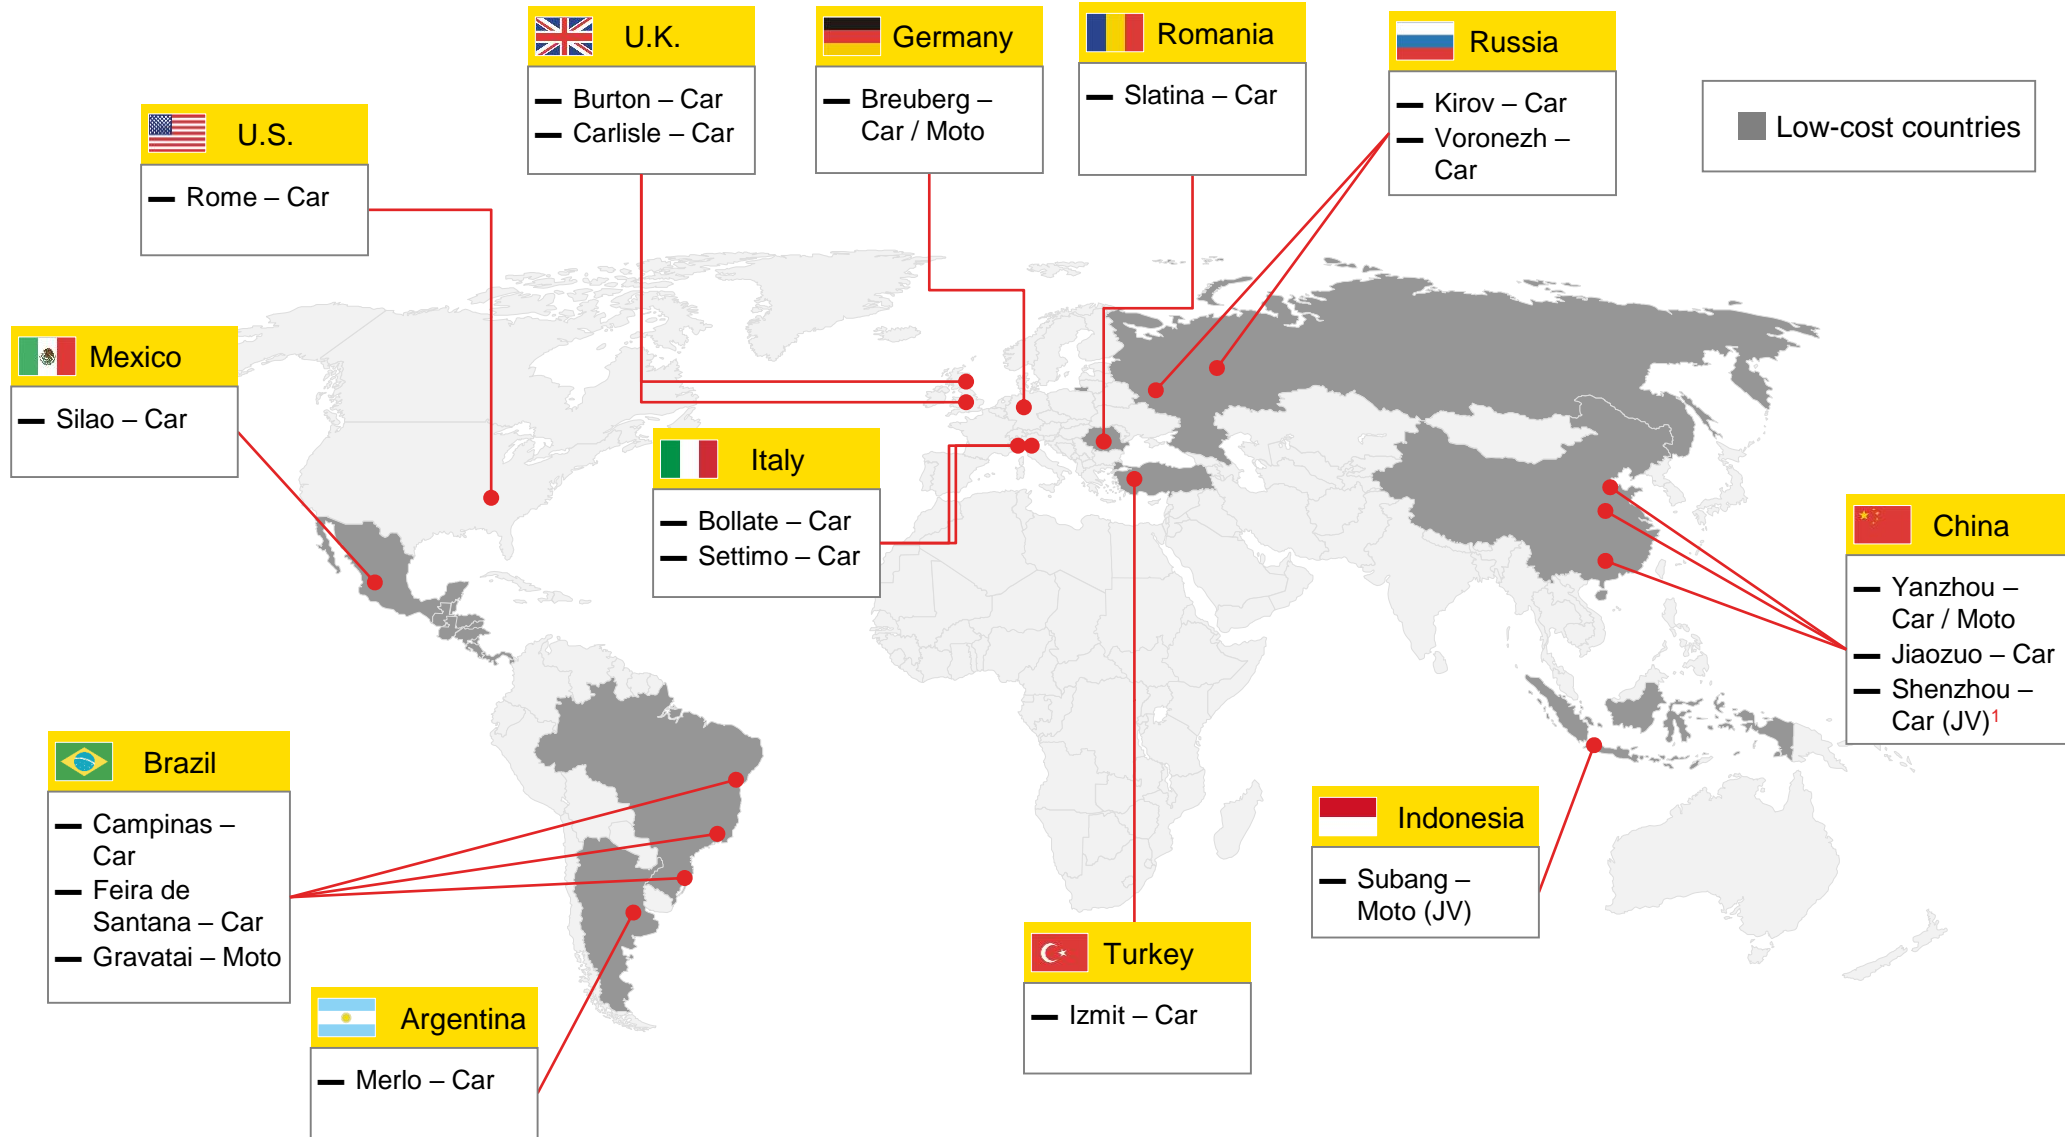 U.K.
— Burton – Car
— Carlisle – Car
Germany
— Breuberg –
Car / Moto
Romania
— Slatina – Car
Russia
— Kirov – Car
— Voronezh –
Car
Low-cost countries
U.S.
— Rome – Car
Mexico
— Silao – Car
Italy
— Bollate – Car
— Settimo – Car
China
— Yanzhou –
Car / Moto
— Jiaozuo – Car
— Shenzhou –
Car (JV)¹
Brazil
— Campinas –
Car
— Feira de
Santana – Car
— Gravatai – Moto
Indonesia
— Subang –
Moto (JV)
Turkey
— Izmit – Car
Argentina
— Merlo – Car